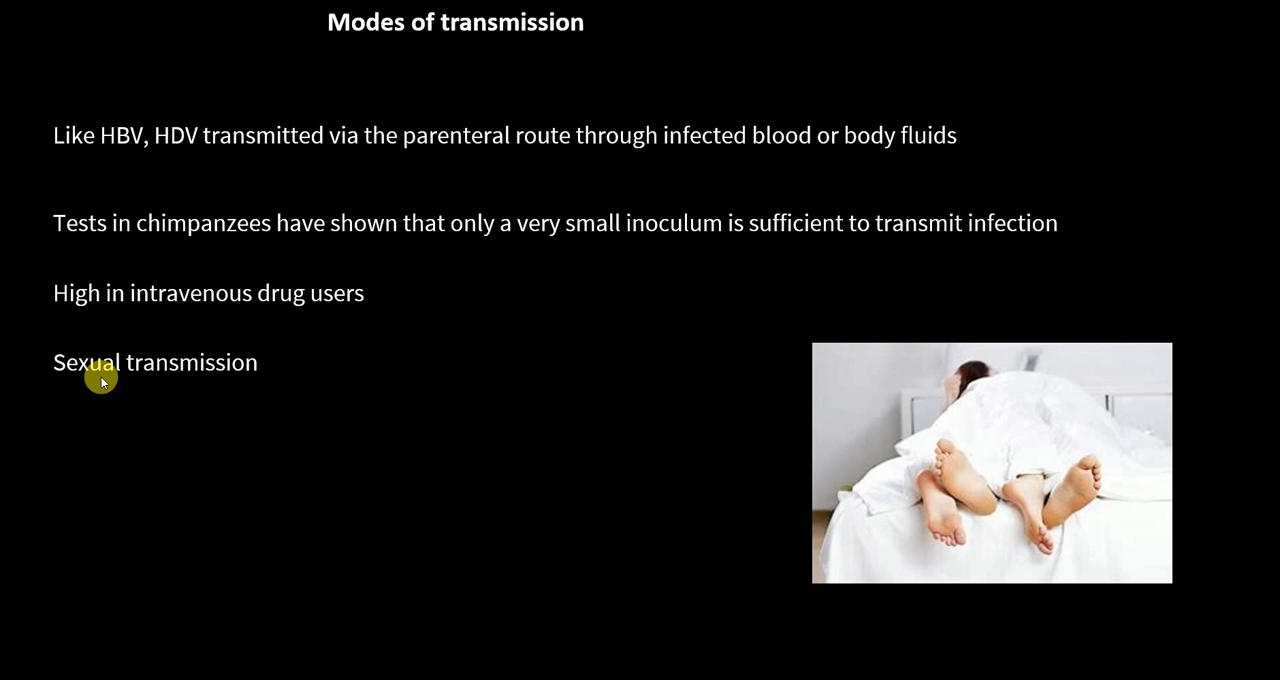 Modes of transmission
Like HBV, HDV transmitted via the parenteral route through infected blood or body fluids
Tests in chimpanzees have shown that only a very small inoculum is sufficient to transmit infection
High in intravenous drug users
Sexual transmission